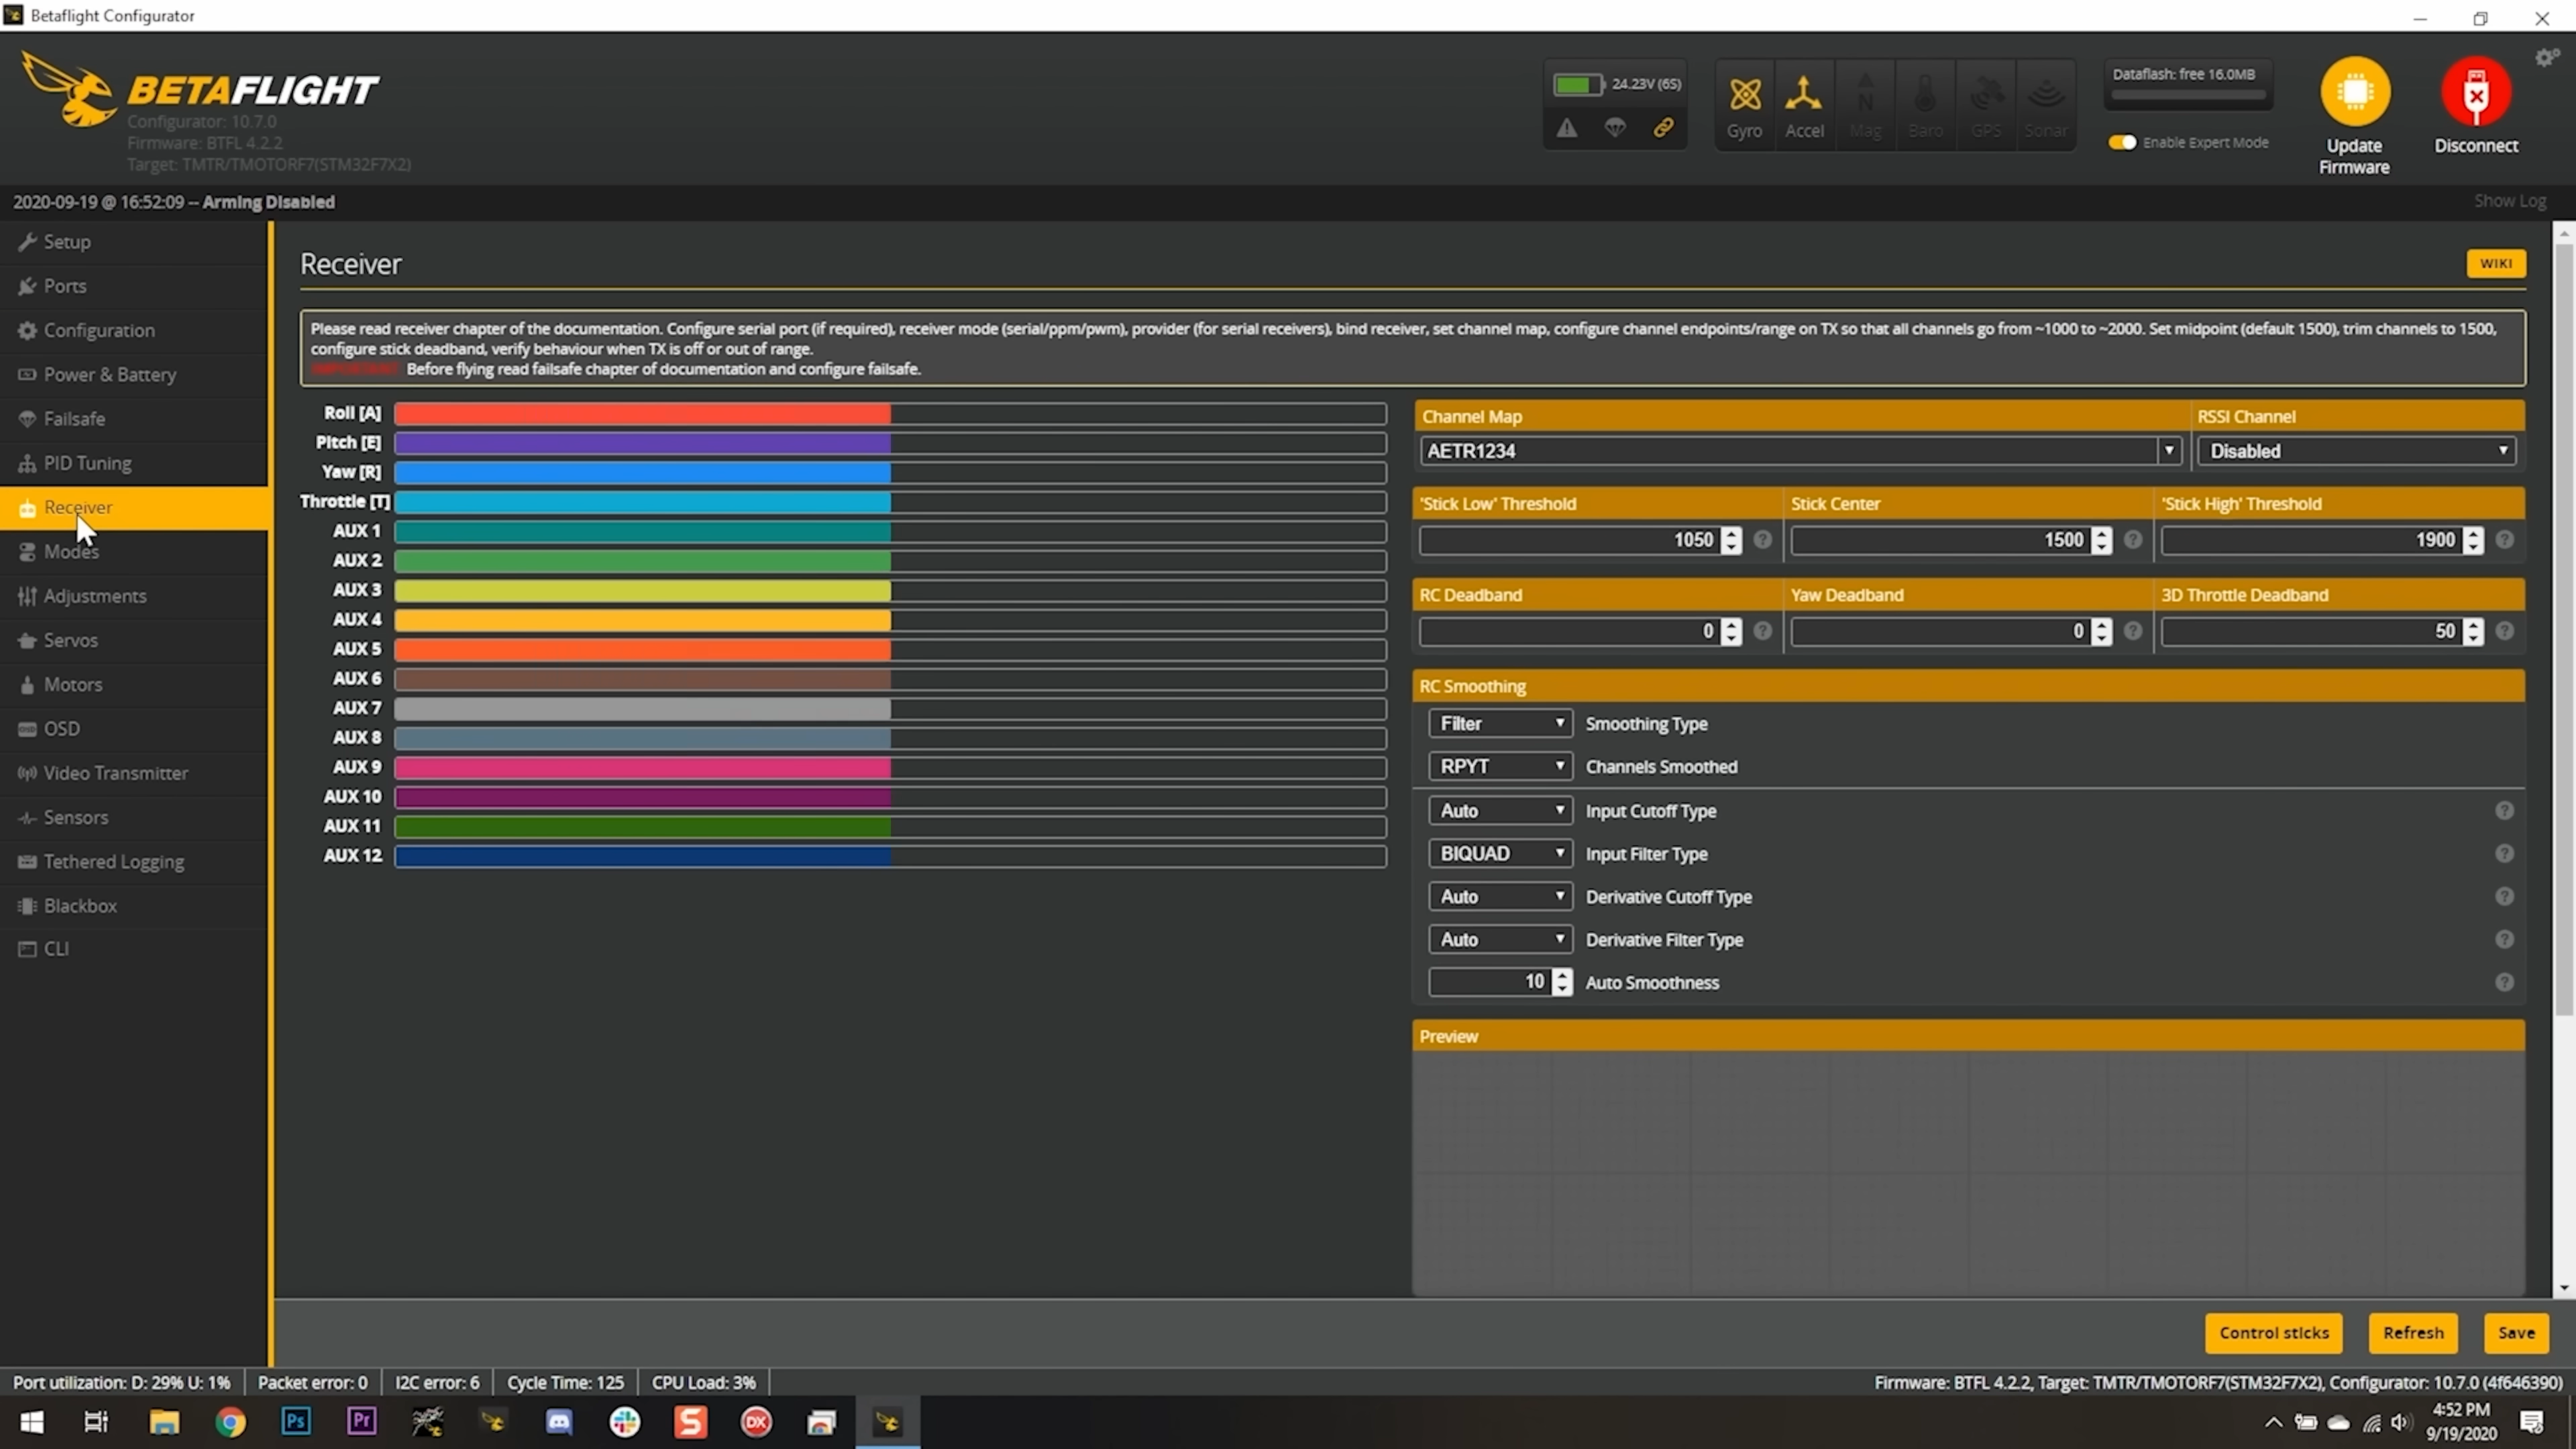 Betaflight Configurator
BETAFLIGHT
Configurator: 10.7.0
Firmware: BTFL 4.2.2
Target: TMTR/TMOTORF7(STM32F7X2)
24.23V (6S)
Gyro
Accel
Mag
Baro
GPS
Sonar
Dataflash: free 16.0MB
Enable Expert Mode
Update
Firmware
Disconnect
2020-09-19 @ 16:52:09 -- Arming Disabled
Show Log
Setup
Ports
Configuration
Power & Battery
Failsafe
PID Tuning
Receiver
Modes
Adjustments
Servos
Motors
OSD
Video Transmitter
Sensors
Tethered Logging
Blackbox
CLI
Receiver
WIKI
Please read receiver chapter of the documentation. Configure serial port (if required), receiver mode (serial/ppm/pwm), provider (for serial receivers), bind receiver, set channel map, configure channel endpoints/range on TX so that all channels go from ~1000 to ~2000. Set midpoint (default 1500), trim channels to 1500,
configure stick deadband, verify behaviour when TX is off or out of range.
Before flying read failsafe chapter of documentation and configure failsafe.
Roll [A]
Pitch [E]
Yaw [R]
Throttle [T]
AUX 1
AUX 2
AUX 3
AUX 4
AUX 5
AUX 6
AUX 7
AUX 8
AUX 9
AUX 10
AUX 11
AUX 12
Channel Map
RSSI Channel
AETR1234
Disabled
'Stick Low' Threshold
Stick Center
'Stick High' Threshold
1050
1500
1900
RC Deadband
Yaw Deadband
3D Throttle Deadband
0
0
50
RC Smoothing
Filter Smoothing Type
RPYT Channels Smoothed
Auto Input Cutoff Type
BIQUAD Input Filter Type
Auto Derivative Cutoff Type
Auto Derivative Filter Type
10 Auto Smoothness
Preview
Control sticks
Refresh
Save
Port utilization: D: 29% U: 1%
Packet error: 0
I2C error: 6
Cycle Time: 125
CPU Load: 3%
Firmware: BTFL 4.2.2, Target: TMTR/TMOTORF7(STM32F7X2), Configurator: 10.7.0 (4f646390)
Ps
Pr
S
DX
4:52 PM
9/19/2020